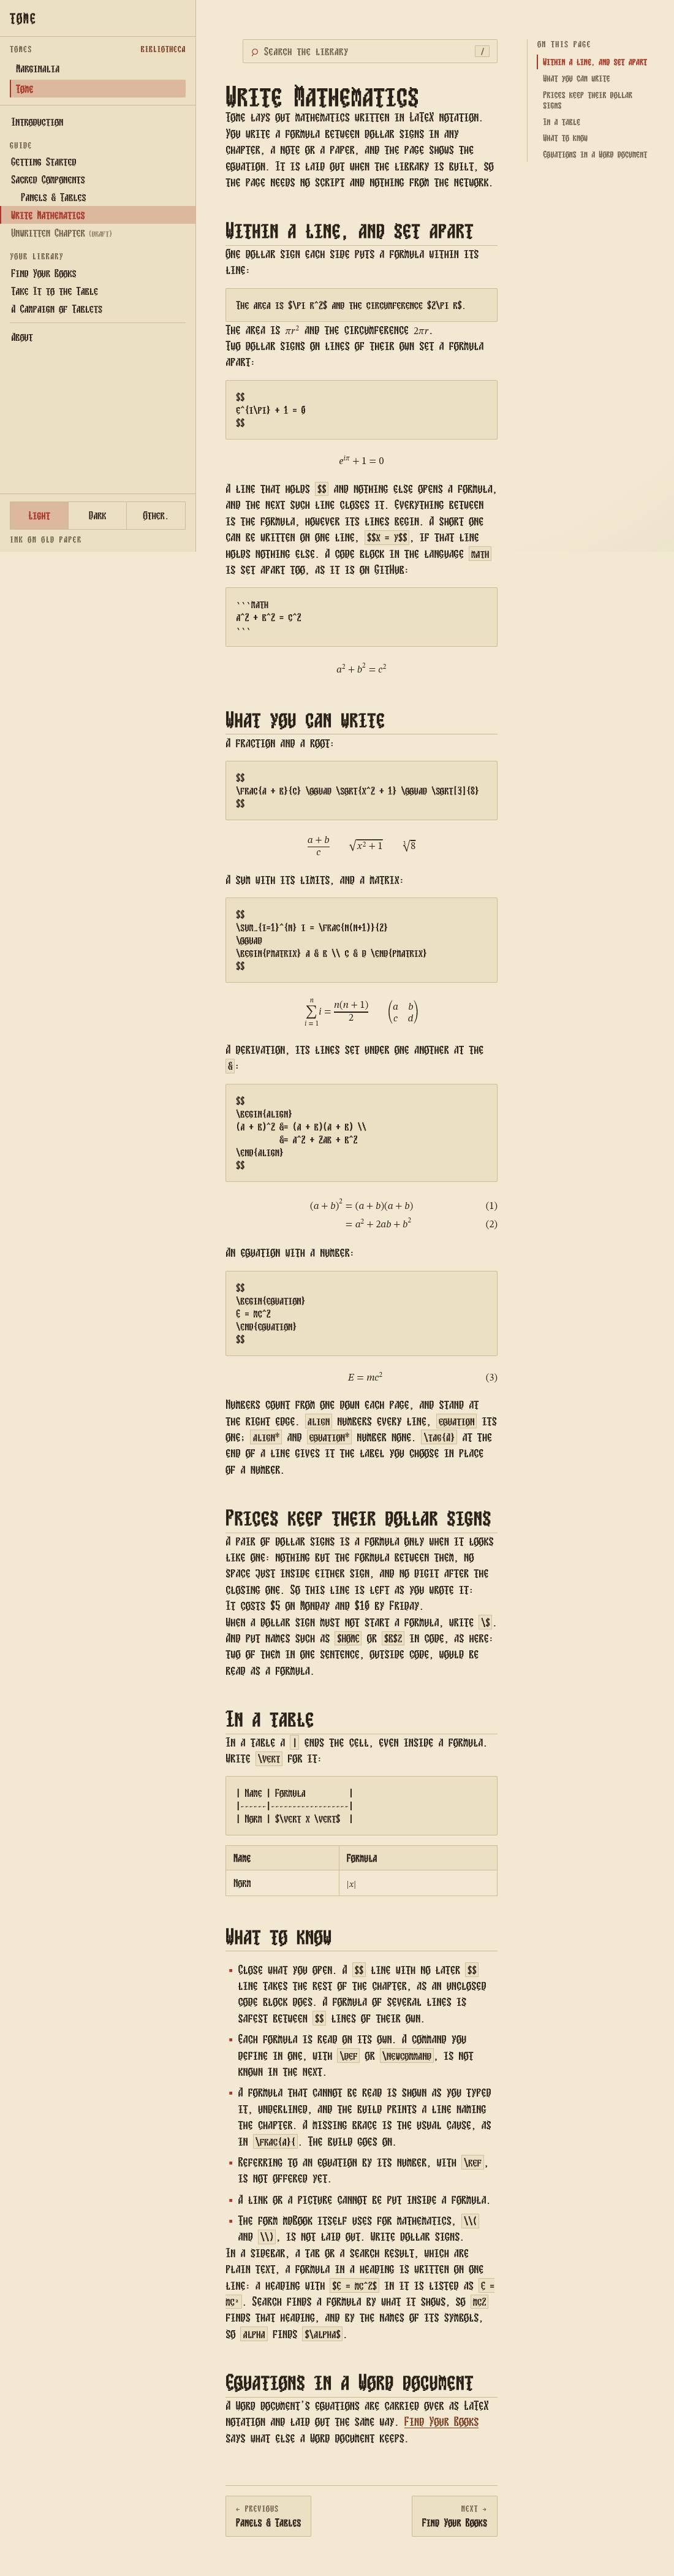 TOME
TOMES
BIBLIOTHECA
Marginalia
Tome
Introduction
GUIDE
Getting Started
Sacred Components
Panels & Tables
Write Mathematics
Unwritten Chapter (draft)
YOUR LIBRARY
Find Your Books
Take It to the Table
A Campaign of Tablets
About
Light
Dark
Other.
INK ON OLD PAPER
Search the library
/
Write Mathematics
Tome lays out mathematics written in LaTeX notation.
You write a formula between dollar signs in any
chapter, a note or a paper, and the page shows the
equation. It is laid out when the library is built, so
the page needs no script and nothing from the network.
Within a line, and set apart
One dollar sign each side puts a formula within its
line:
The area is $\pi r^2$ and the circumference $2\pi r$.
The area is πr² and the circumference 2πr.
Two dollar signs on lines of their own set a formula
apart:
$$
e^{i\pi} + 1 = 0
$$
e^{iπ} + 1 = 0
A line that holds $$ and nothing else opens a formula,
and the next such line closes it. Everything between
is the formula, however its lines begin. A short one
can be written on one line, $$x = y$$, if that line
holds nothing else. A code block in the language math
is set apart too, as it is on GitHub:
```math
a^2 + b^2 = c^2
```
a² + b² = c²
What you can write
A fraction and a root:
$$
\frac{a + b}{c} \qquad \sqrt{x^2 + 1} \qquad \sqrt[3]{8}
$$
a + b
c
√x² + 1
∛8
A sum with its limits, and a matrix:
$$
\sum_{i=1}^{n} i = \frac{n(n+1)}{2}
\qquad
\begin{pmatrix} a & b \\ c & d \end{pmatrix}
$$
n
∑ i = n(n + 1)
i = 1
2
(a b
c d)
A derivation, its lines set under one another at the
&:
$$
\begin{align}
(a + b)^2 &= (a + b)(a + b) \\
&= a^2 + 2ab + b^2
\end{align}
$$
(a + b)² = (a + b)(a + b) (1)
= a² + 2ab + b² (2)
An equation with a number:
$$
\begin{equation}
E = mc^2
\end{equation}
$$
E = mc² (3)
Numbers count from one down each page, and stand at
the right edge. align numbers every line, equation its
one; align* and equation* number none. \tag{A} at the
end of a line gives it the label you choose in place
of a number.
Prices keep their dollar signs
A pair of dollar signs is a formula only when it looks
like one: nothing but the formula between them, no
space just inside either sign, and no digit after the
closing one. So this line is left as you wrote it:
It costs $5 on Monday and $10 by Friday.
When a dollar sign must not start a formula, write \$.
And put names such as $HOME or $B$2 in code, as here:
two of them in one sentence, outside code, would be
read as a formula.
In a table
In a table a | ends the cell, even inside a formula.
Write \vert for it:
| Name | Formula |
|------|------------------|
| Norm | $\vert x \vert$ |
Name
Formula
Norm
|x|
What to know
Close what you open. A $$ line with no later $$
line takes the rest of the chapter, as an unclosed
code block does. A formula of several lines is
safest between $$ lines of their own.
Each formula is read on its own. A command you
define in one, with \def or \newcommand, is not
known in the next.
A formula that cannot be read is shown as you typed
it, underlined, and the build prints a line naming
the chapter. A missing brace is the usual cause, as
in \frac{a}{. The build goes on.
Referring to an equation by its number, with \ref,
is not offered yet.
A link or a picture cannot be put inside a formula.
The form mdBook itself uses for mathematics, \\(
and \\), is not laid out. Write dollar signs.
In a sidebar, a tab or a search result, which are
plain text, a formula in a heading is written on one
line: a heading with $E = mc^2$ in it is listed as E =
mc². Search finds a formula by what it shows, so mc2
finds that heading, and by the names of its symbols,
so alpha finds $\alpha$.
Equations in a Word document
A Word document's equations are carried over as LaTeX
notation and laid out the same way. Find Your Books
says what else a Word document keeps.
← PREVIOUS
Panels & Tables
NEXT →
Find Your Books
ON THIS PAGE
Within a line, and set apart
What you can write
Prices keep their dollar
signs
In a table
What to know
Equations in a Word document